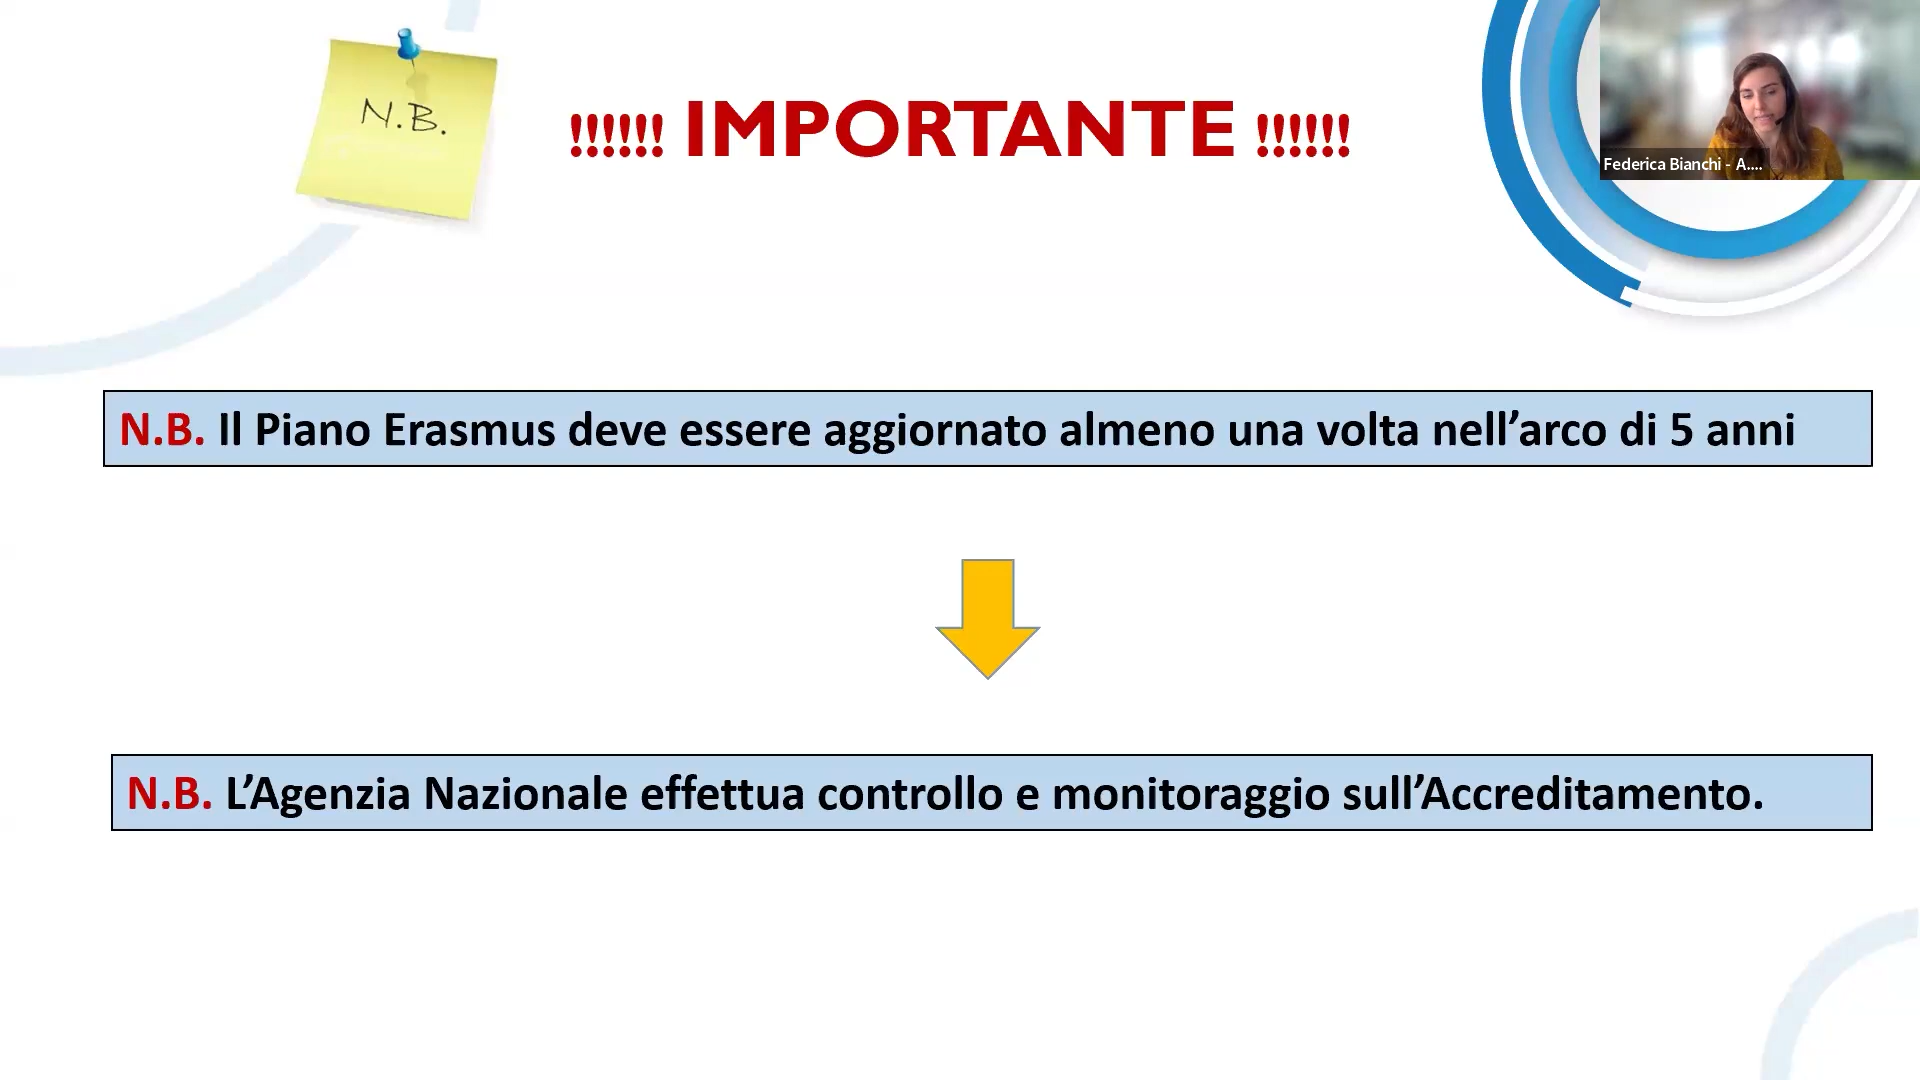 N.B.
!!!!!! IMPORTANTE !!!!!!
Federica Bianchi - A....
N.B. Il Piano Erasmus deve essere aggiornato almeno una volta nell’arco di 5 anni
N.B. L’Agenzia Nazionale effettua controllo e monitoraggio sull’Accreditamento.